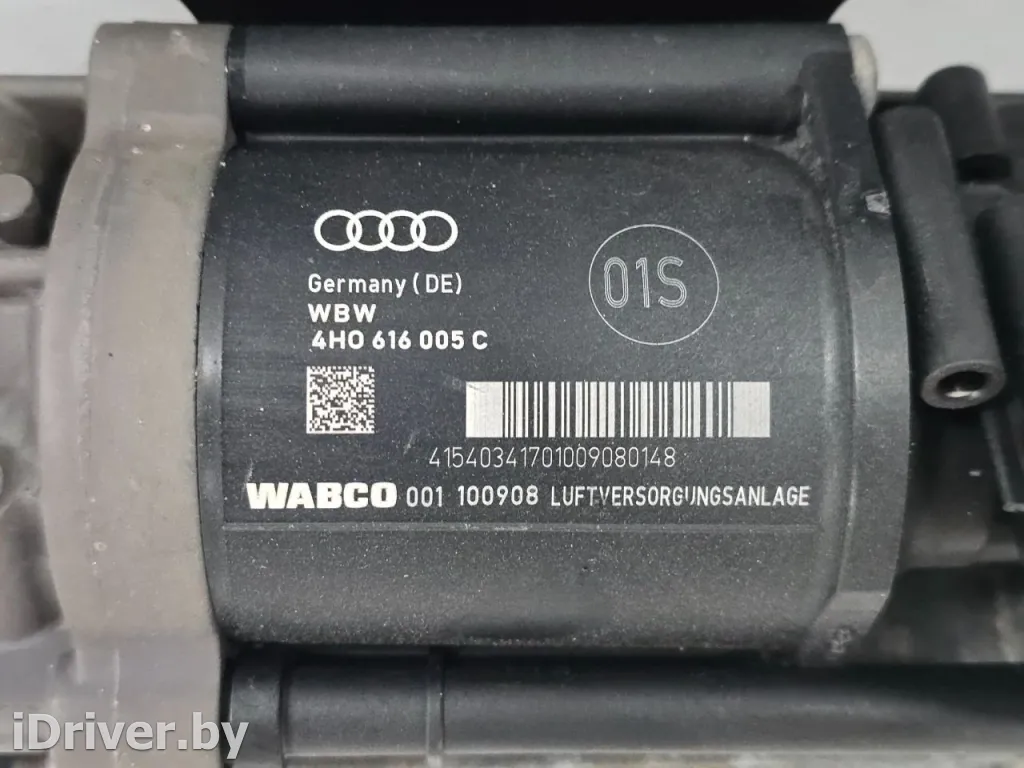 Germany (DE)
WBW
4H0 616 005 C
01S
41540341701009080148
WABCO 001 100908 LUFTVERSORGUNGSANLAGE
iDriver.by